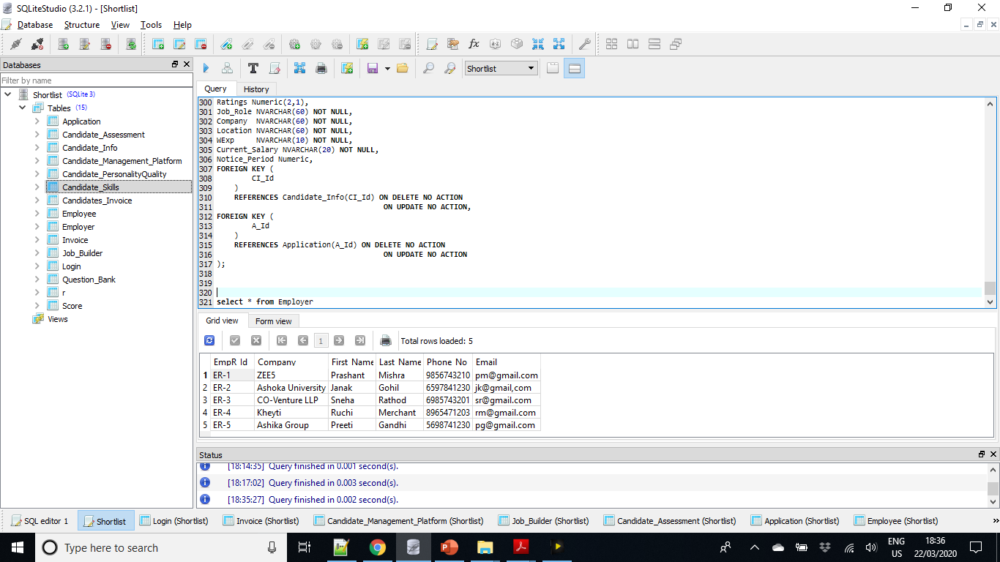 SQLiteStudio (3.2.1) - [Shortlist]
Database Structure View Tools Help
Databases
Filter by name
Shortlist (SQLite 3)
Tables (15)
Application
Candidate_Assessment
Candidate_Info
Candidate_Management_Platform
Candidate_PersonalityQuality
Candidate_Skills
Candidates_Invoice
Employee
Employer
Invoice
Job_Builder
Login
Question_Bank
r
Score
Views
Shortlist
Query History
300 Ratings Numeric(2,1),
301 Job_Role NVARCHAR(60) NOT NULL,
302 Company NVARCHAR(60) NOT NULL,
303 Location NVARCHAR(60) NOT NULL,
304 WExp NVARCHAR(10) NOT NULL,
305 Current_Salary NVARCHAR(20) NOT NULL,
306 Notice_Period Numeric,
307 FOREIGN KEY (
308 CI_Id
309 )
310 REFERENCES Candidate_Info(CI_Id) ON DELETE NO ACTION
311 ON UPDATE NO ACTION,
312 FOREIGN KEY (
313 A_Id
314 )
315 REFERENCES Application(A_Id) ON DELETE NO ACTION
316 ON UPDATE NO ACTION
317 );
318
319
320
321 select * from Employer
Grid view Form view
1 Total rows loaded: 5
EmpR_Id Company First_Name Last_Name Phone_No Email
1 ER-1 ZEE5 Prashant Mishra 9856743210 pm@gmail.com
2 ER-2 Ashoka University Janak Gohil 6597841230 jk@gmail,com
3 ER-3 CO-Venture LLP Sneha Rathod 6985743201 sr@gmail.com
4 ER-4 Kheyti Ruchi Merchant 8965471203 rm@gmail.com
5 ER-5 Ashika Group Preeti Gandhi 5698741230 pg@gmail.com
Status
[18:14:35] Query finished in 0.001 second(s).
[18:17:02] Query finished in 0.003 second(s).
[18:35:27] Query finished in 0.002 second(s).
SQL editor 1 Shortlist Login (Shortlist) Invoice (Shortlist) Candidate_Management_Platform (Shortlist) Job_Builder (Shortlist) Candidate_Assessment (Shortlist) Application (Shortlist) Employee (Shortlist) »
Type here to search
ENG
US
18:36
22/03/2020